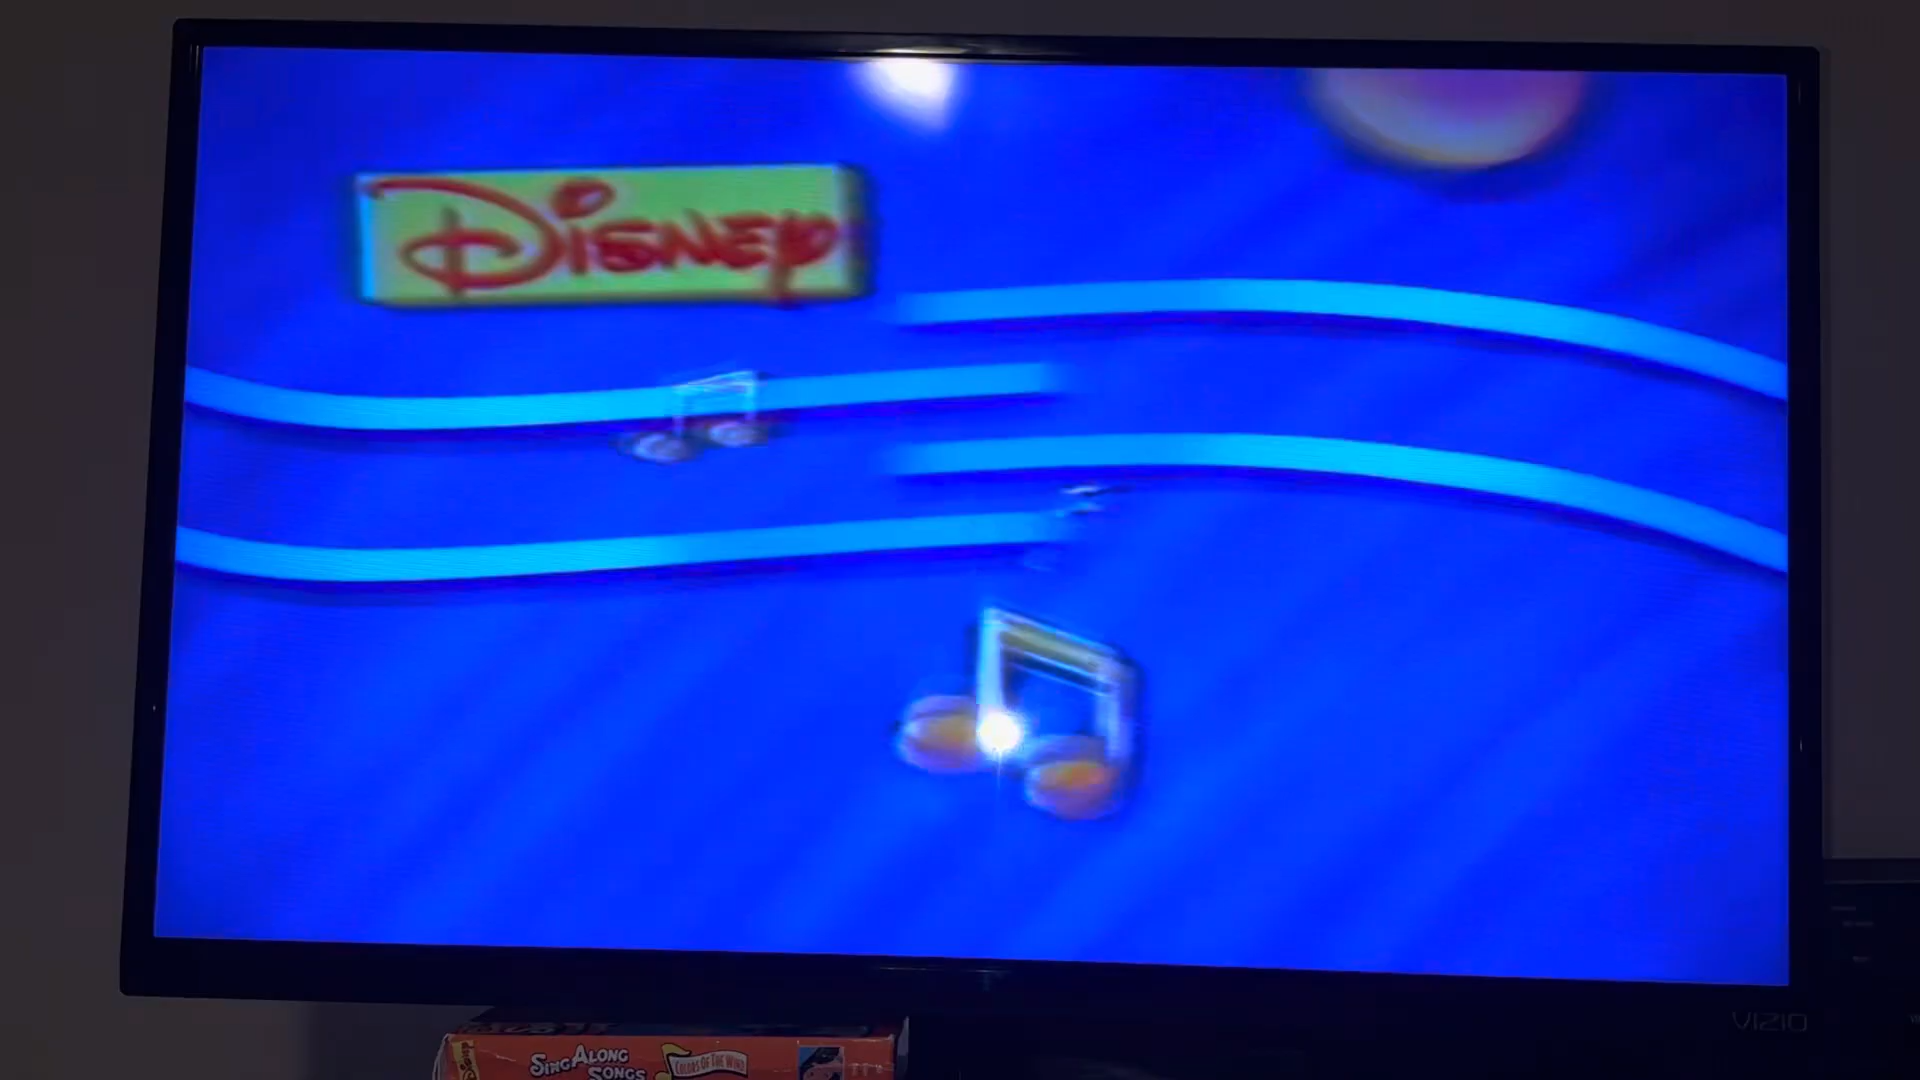 Disney
VIZIO
SING ALONG
SONGS
COLORS OF THE WIND